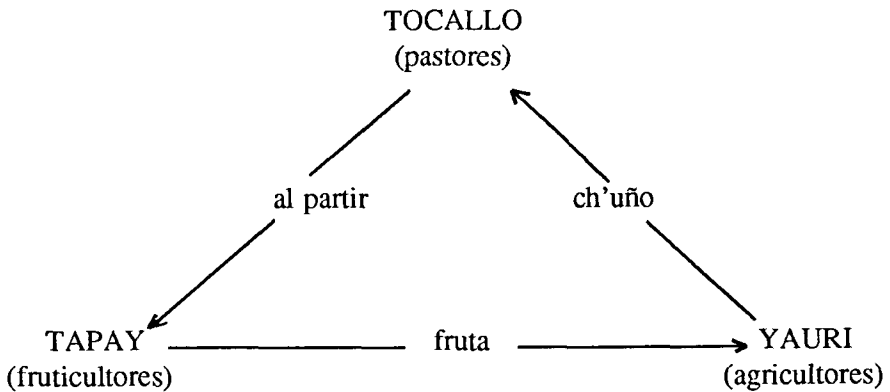 TOCALLO
(pastores)
al partir
ch'uño
TAPAY
fruta
YAURI
(fruticultores)
(agricultores)